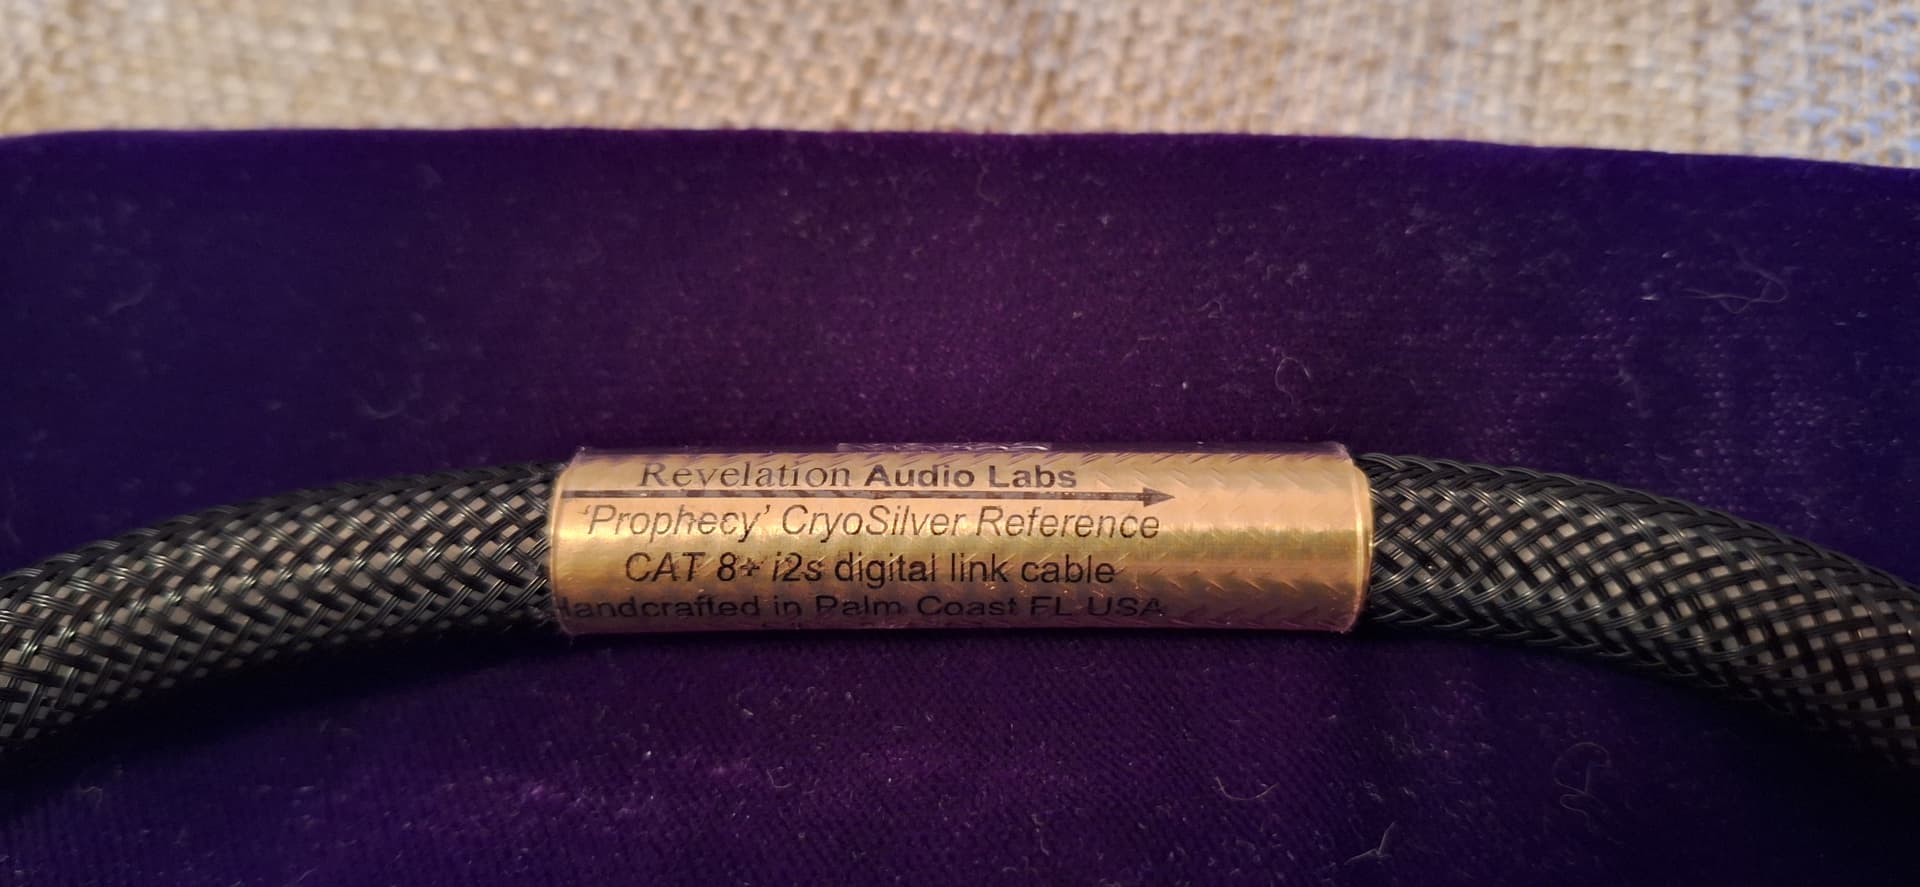 Revelation Audio Labs
'Prophecy' CryoSilver Reference
CAT 8+ i2s digital link cable
Handcrafted in Palm Coast FL USA